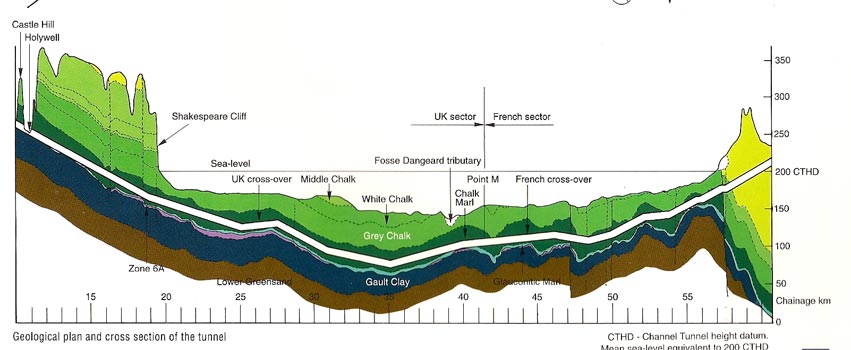 Castle Hill
Holywell
Shakespeare Cliff
UK sector
French sector
Sea-level
Fosse Dangeard tributary
UK cross-over
Middle Chalk
Point M
French cross-over
White Chalk
Chalk
Marl
Grey Chalk
Zone 6A
Lower Greensand
Gault Clay
Glauconitic Marl
350
300
250
200 CTHD
150
100
50
0
Chainage km
15
20
25
30
35
40
45
50
55
Geological plan and cross section of the tunnel
CTHD - Channel Tunnel height datum.
Mean sea-level equivalent to 200 CTHD